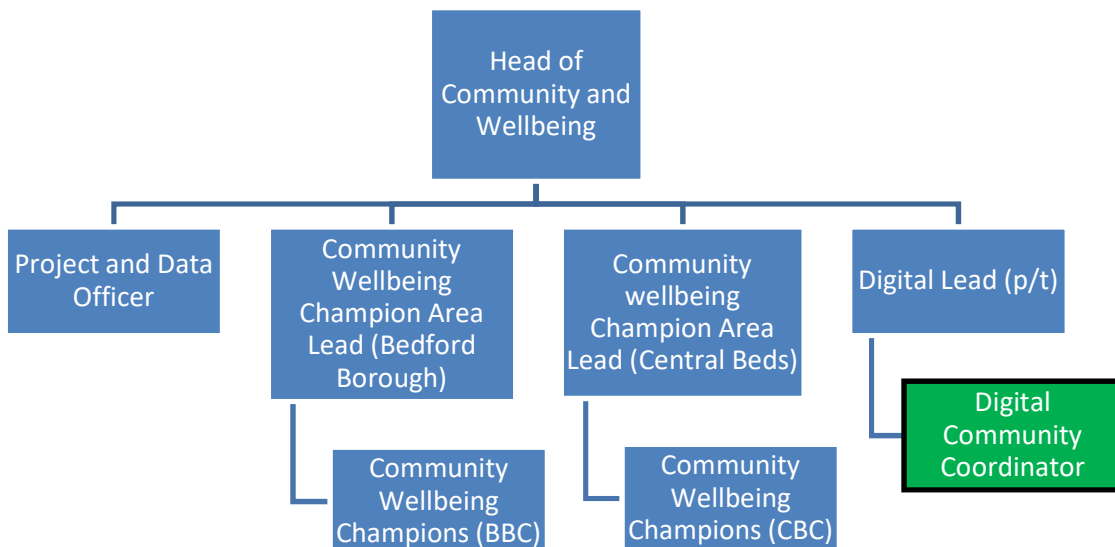 Head of
Community and
Wellbeing
Project and Data
Officer
Community
Wellbeing
Champion Area
Lead (Bedford
Borough)
Community
wellbeing
Champion Area
Lead (Central Beds)
Digital Lead (p/t)
Community
Wellbeing
Champions (BBC)
Community
Wellbeing
Champions (CBC)
Digital
Community
Coordinator